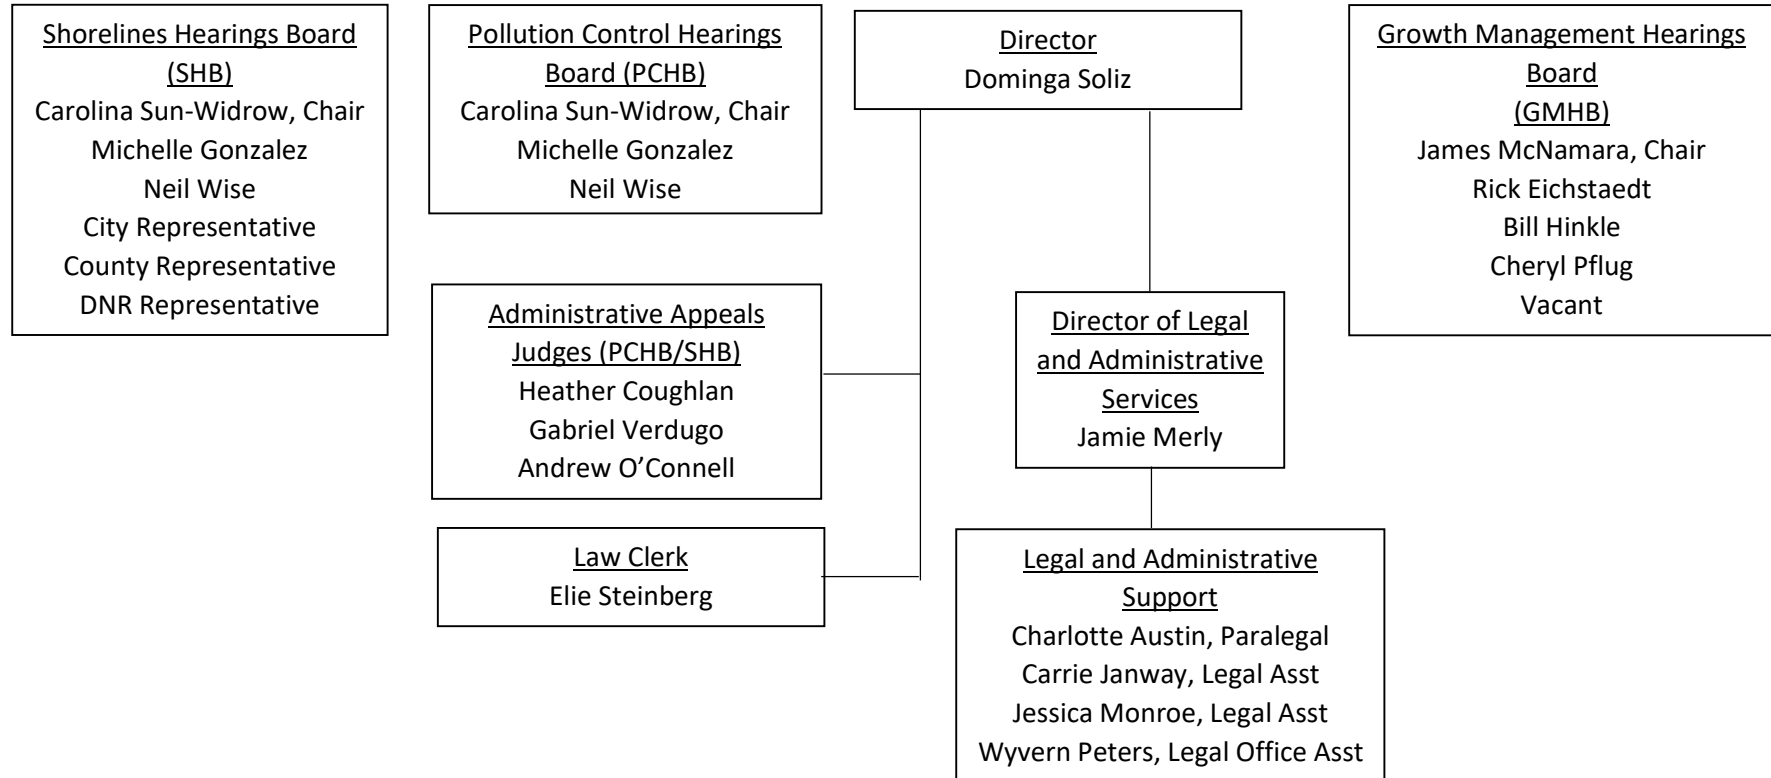 Shorelines Hearings Board
(SHB)
Carolina Sun-Widrow, Chair
Michelle Gonzalez
Neil Wise
City Representative
County Representative
DNR Representative
Pollution Control Hearings
Board (PCHB)
Carolina Sun-Widrow, Chair
Michelle Gonzalez
Neil Wise
Director
Dominga Soliz
Growth Management Hearings
Board
(GMHB)
James McNamara, Chair
Rick Eichstaedt
Bill Hinkle
Cheryl Pflug
Vacant
Administrative Appeals
Judges (PCHB/SHB)
Heather Coughlan
Gabriel Verdugo
Andrew O’Connell
Director of Legal
and Administrative
Services
Jamie Merly
Law Clerk
Elie Steinberg
Legal and Administrative
Support
Charlotte Austin, Paralegal
Carrie Janway, Legal Asst
Jessica Monroe, Legal Asst
Wyvern Peters, Legal Office Asst